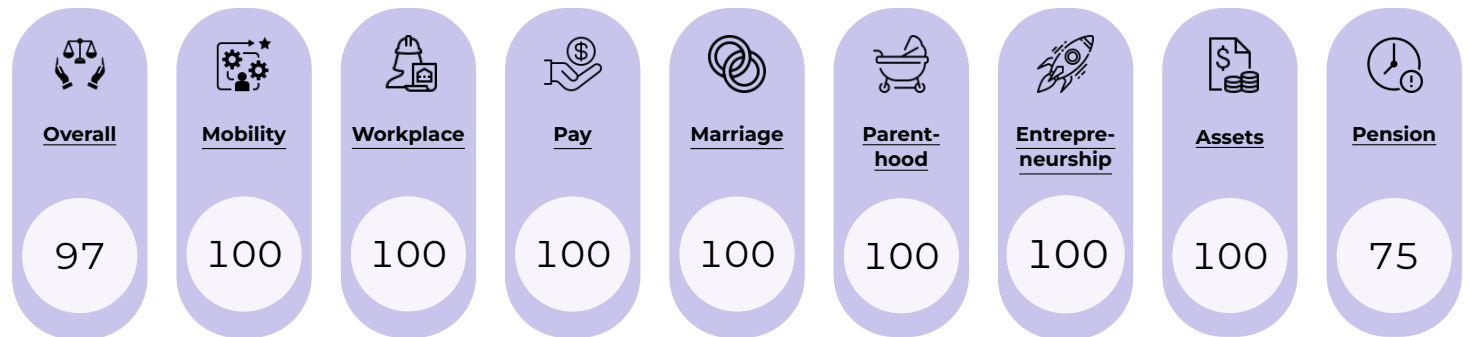 Overall
97
Mobility
100
Workplace
100
Pay
100
Marriage
100
Parent-
hood
100
Entrepre-
neurship
100
Assets
100
Pension
75